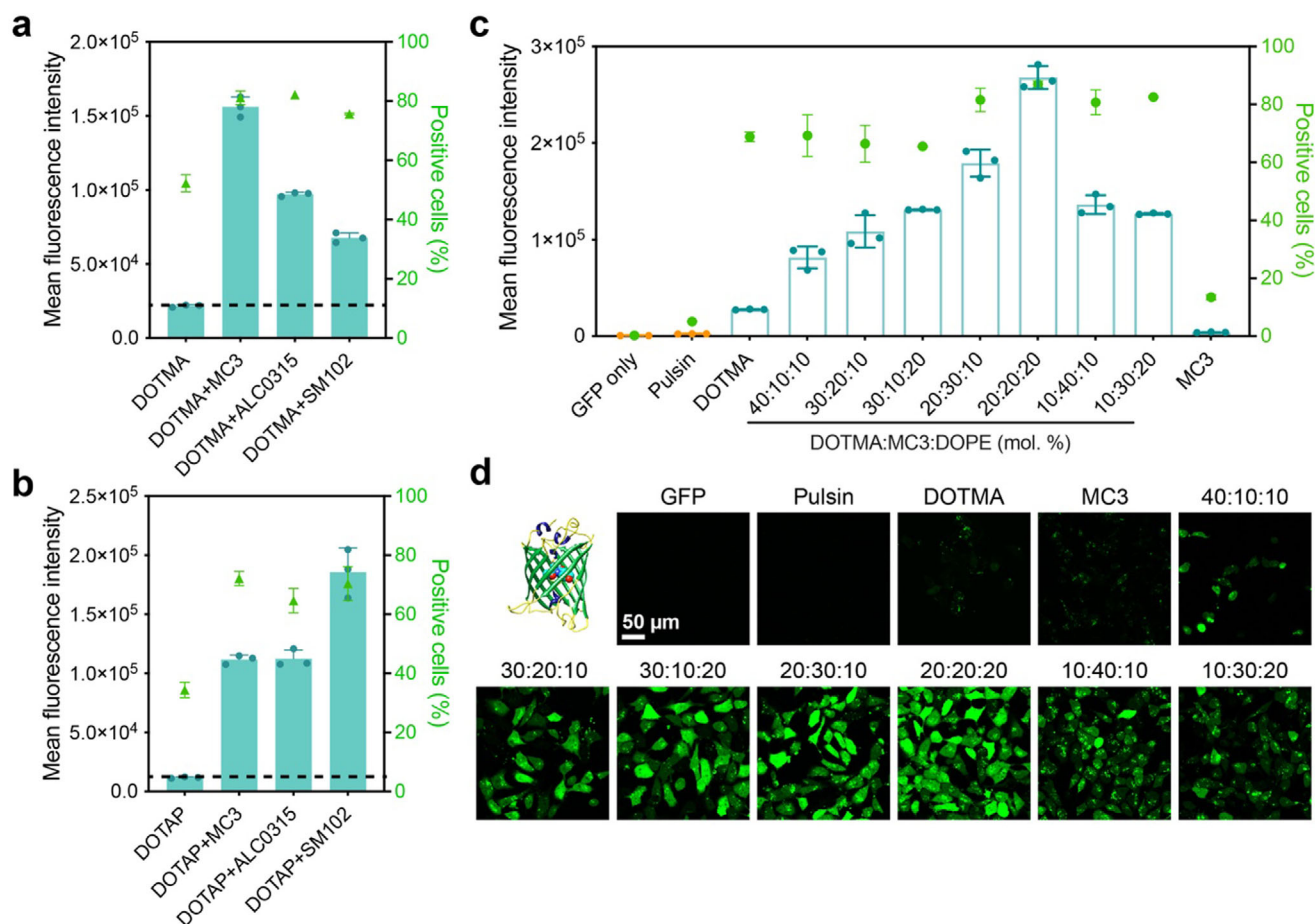 a
Mean fluorescence intensity
2.0×10⁵
1.5×10⁵
1.0×10⁵
5.0×10⁴
0.0
100
80
60
40
20
0
Positive cells (%)
DOTMA
DOTMA+MC3
DOTMA+ALC0315
DOTMA+SM102
b
Mean fluorescence intensity
2.5×10⁵
2.0×10⁵
1.5×10⁵
1.0×10⁵
5.0×10⁴
0.0
100
80
60
40
20
0
Positive cells (%)
DOTAP
DOTAP+MC3
DOTAP+ALC0315
DOTAP+SM102
c
Mean fluorescence intensity
3×10⁵
2×10⁵
1×10⁵
0
100
80
60
40
20
0
Positive cells (%)
GFP only
Pulsin
DOTMA
40:10:10
30:20:10
30:10:20
20:30:10
20:20:20
10:40:10
10:30:20
MC3
DOTMA:MC3:DOPE (mol. %)
d
GFP
Pulsin
DOTMA
MC3
40:10:10
50 µm
30:20:10
30:10:20
20:30:10
20:20:20
10:40:10
10:30:20